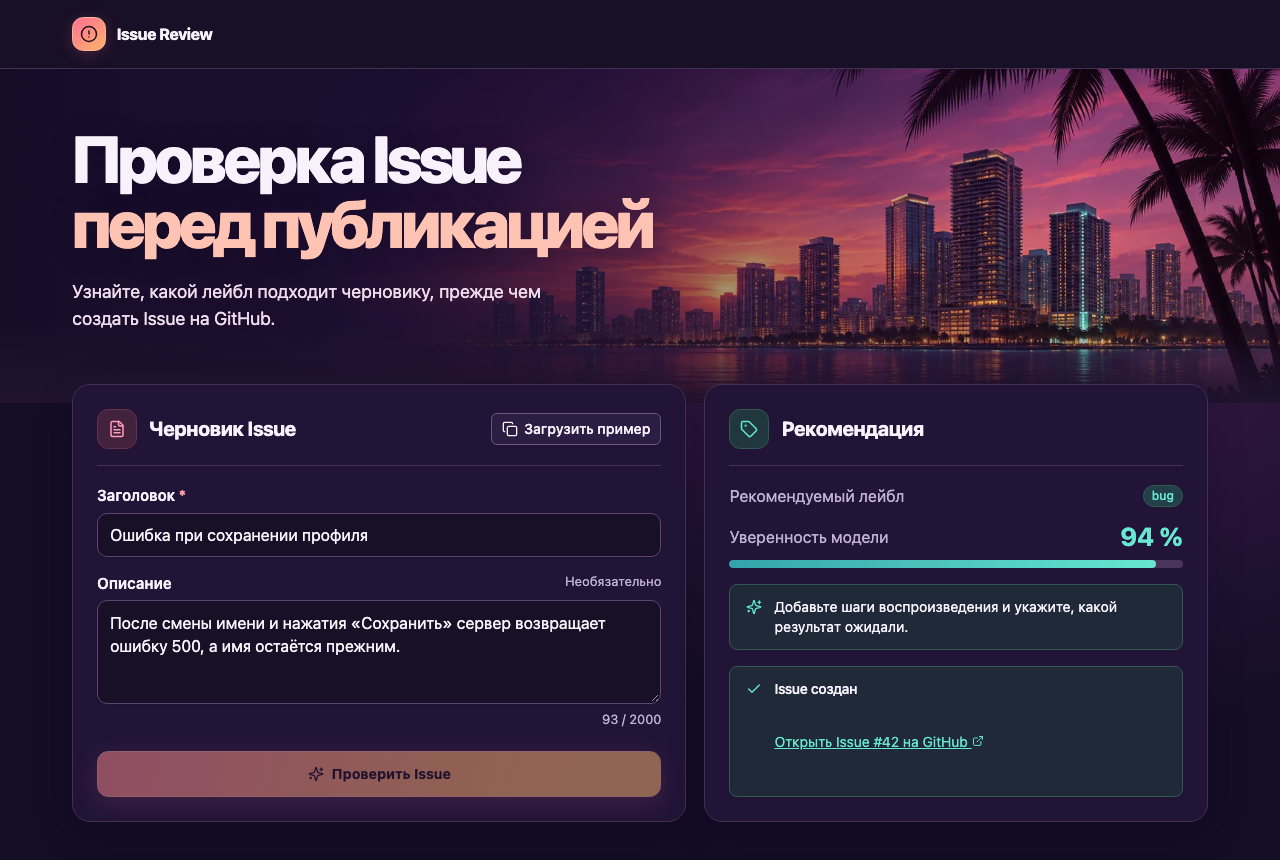 Issue Review
Проверка Issue
перед публикацией
Узнайте, какой лейбл подходит черновику, прежде чем
создать Issue на GitHub.
Черновик Issue
Загрузить пример
Заголовок *
Ошибка при сохранении профиля
Описание
Необязательно
После смены имени и нажатия «Сохранить» сервер возвращает
ошибку 500, а имя остаётся прежним.
93 / 2000
Проверить Issue
Рекомендация
Рекомендуемый лейбл
bug
Уверенность модели
94 %
Добавьте шаги воспроизведения и укажите, какой
результат ожидали.
Issue создан
Открыть Issue #42 на GitHub